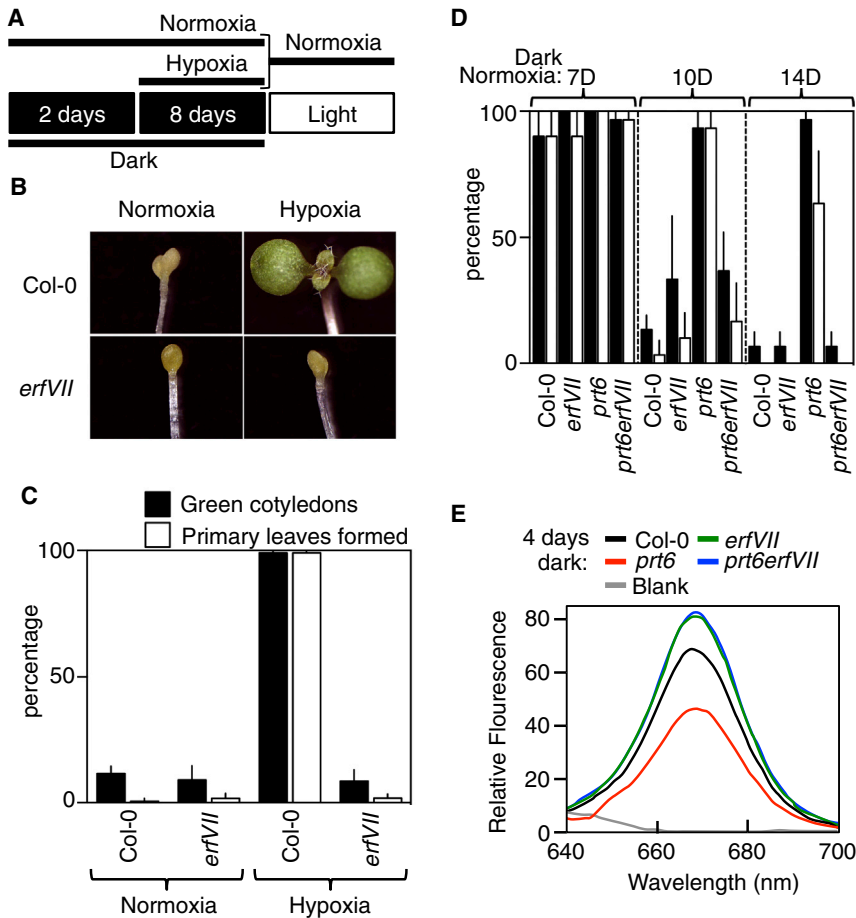 A
Normoxia
Normoxia
Hypoxia
2 days
8 days
Light
Dark
B
Normoxia
Hypoxia
Col-0
erfVII
C
Green cotyledons
Primary leaves formed
percentage
100
50
0
Col-0
erfVII
Col-0
erfVII
Normoxia
Hypoxia
D
Dark
Normoxia: 7D 10D 14D
percentage
100
50
0
Col-0
erfVII
prt6
prt6erfVII
Col-0
erfVII
prt6
prt6erfVII
Col-0
erfVII
prt6
prt6erfVII
E
4 days
dark:
Col-0
erfVII
prt6
prt6erfVII
Blank
Relative Flourescence
80
60
40
20
0
640 660 680 700
Wavelength (nm)